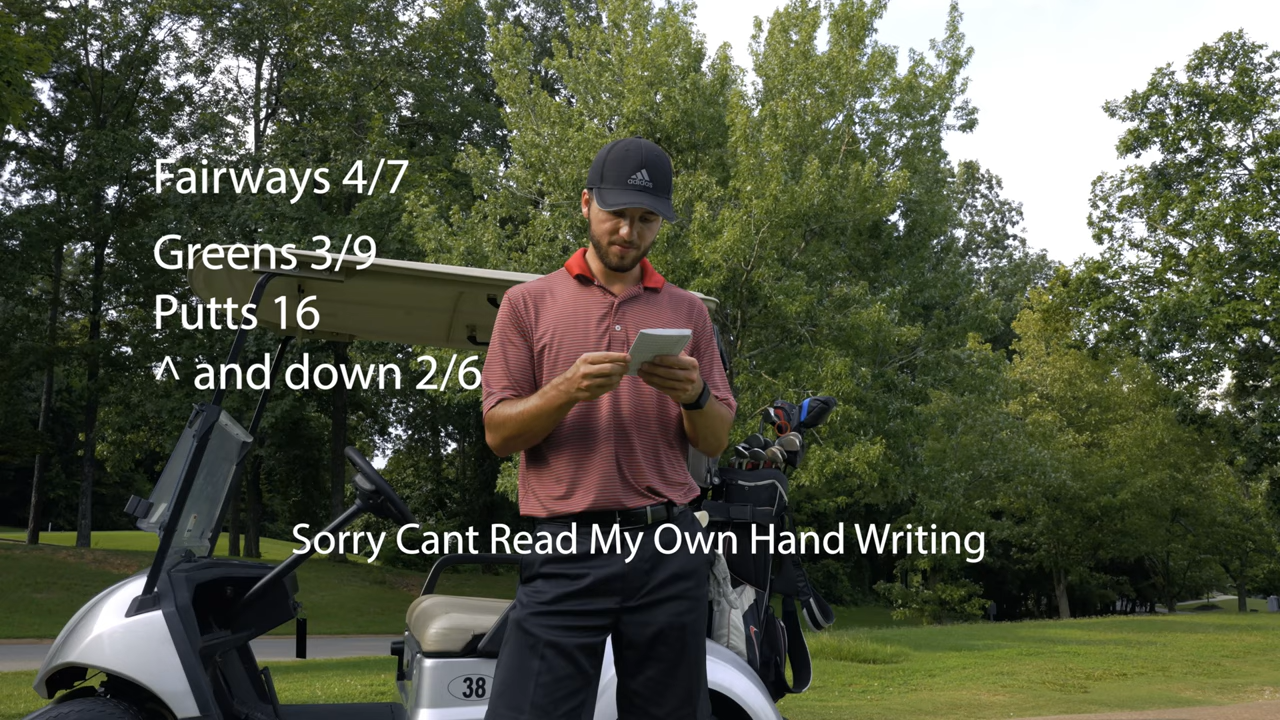 Fairways 4/7
Greens 3/9
Putts 16
^ and down 2/6
Sorry Cant Read My Own Hand Writing
adidas
38